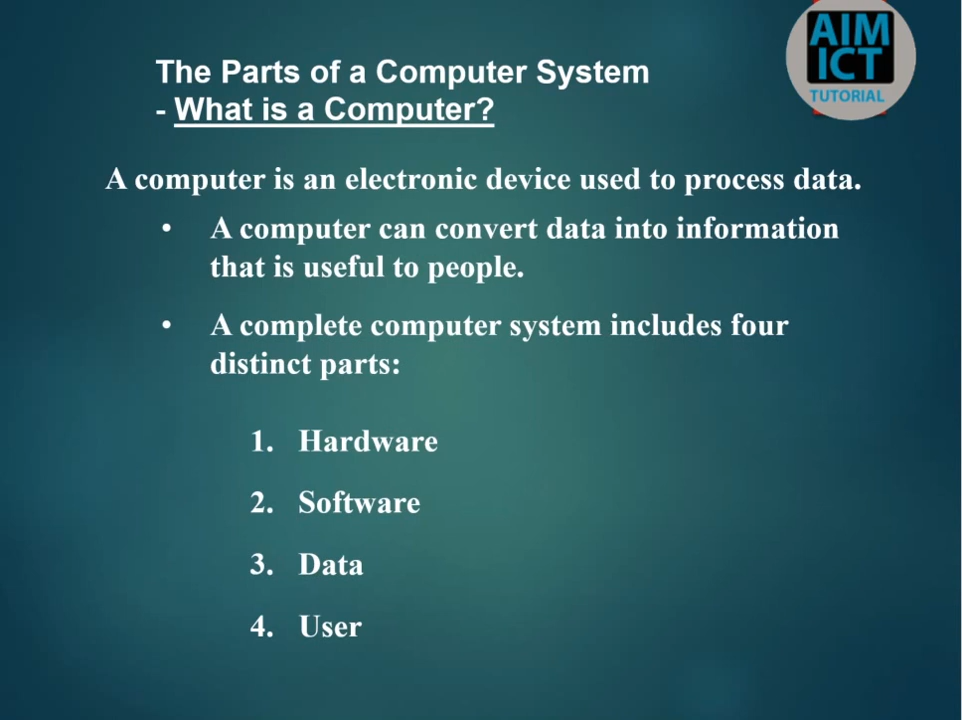 AIM
ICT
TUTORIAL
The Parts of a Computer System
- What is a Computer?
A computer is an electronic device used to process data.
• A computer can convert data into information
that is useful to people.
• A complete computer system includes four
distinct parts:
1. Hardware
2. Software
3. Data
4. User